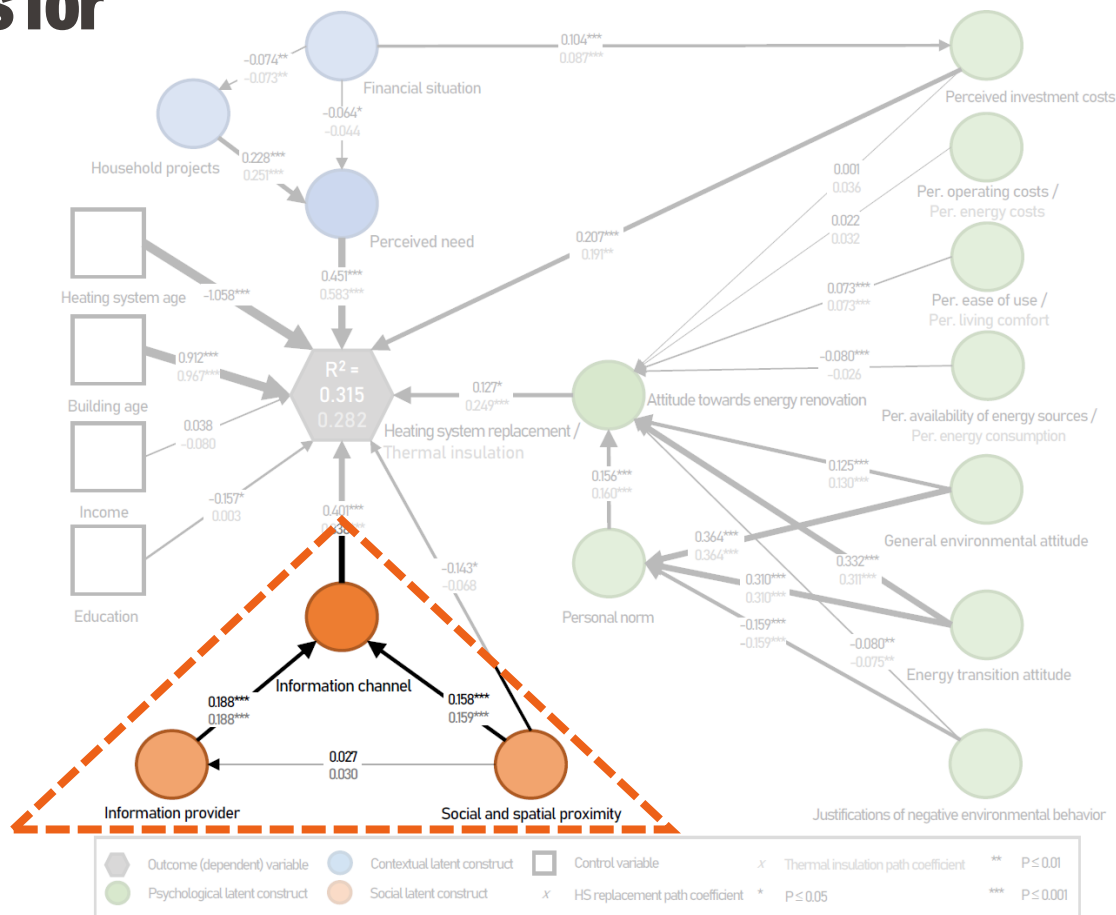 s for
0.104***
0.087***
-0.074**
-0.073**
Financial situation
Perceived investment costs
-0.064*
-0.044
0.228***
0.251***
Household projects
0.001
0.036
Per. operating costs /
Per. energy costs
0.022
0.032
0.207***
0.191**
Perceived need
0.451***
0.583***
Heating system age
-1.058***
0.073***
0.073***
Per. ease of use /
Per. living comfort
0.912***
0.967***
R² =
0.315
0.282
-0.080***
-0.026
Building age
0.127*
0.249***
Attitude towards energy renovation
Per. availability of energy sources /
Per. energy consumption
0.038
-0.080
Heating system replacement /
Thermal insulation
0.125***
0.130***
0.156***
0.160***
Income
-0.157*
0.003
0.401***
General environmental attitude
0.364***
0.364***
0.332***
0.311***
-0.143*
-0.068
0.310***
0.310***
Education
Personal norm
-0.159***
-0.159***
-0.080**
-0.075**
Energy transition attitude
Information channel
0.188***
0.188***
0.158***
0.159***
0.027
0.030
Information provider
Social and spatial proximity
Justifications of negative environmental behavior
Outcome (dependent) variable
Contextual latent construct
Control variable
x Thermal insulation path coefficient
** P ≤ 0.01
Psychological latent construct
Social latent construct
x HS replacement path coefficient
* P ≤ 0.05
*** P ≤ 0.001